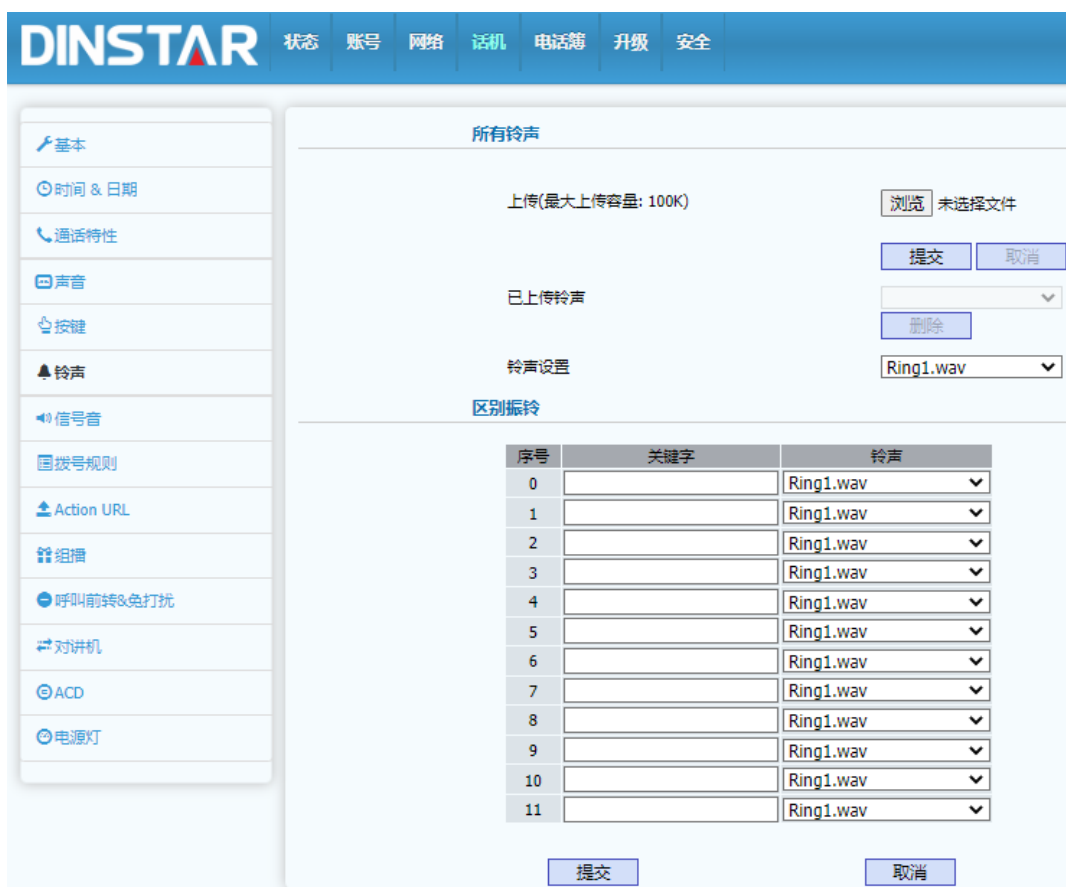 DINSTAR 状态 账号 网络 话机 电话簿 升级 安全
基本
时间 & 日期
通话特性
声音
按键
铃声
信号音
拨号规则
Action URL
组播
呼叫前转&免打扰
对讲机
ACD
电源灯
所有铃声
上传(最大上传容量: 100K) 浏览 未选择文件
提交 取消
已上传铃声
删除
铃声设置 Ring1.wav
区别振铃
序号 关键字 铃声
0 Ring1.wav
1 Ring1.wav
2 Ring1.wav
3 Ring1.wav
4 Ring1.wav
5 Ring1.wav
6 Ring1.wav
7 Ring1.wav
8 Ring1.wav
9 Ring1.wav
10 Ring1.wav
11 Ring1.wav
提交 取消